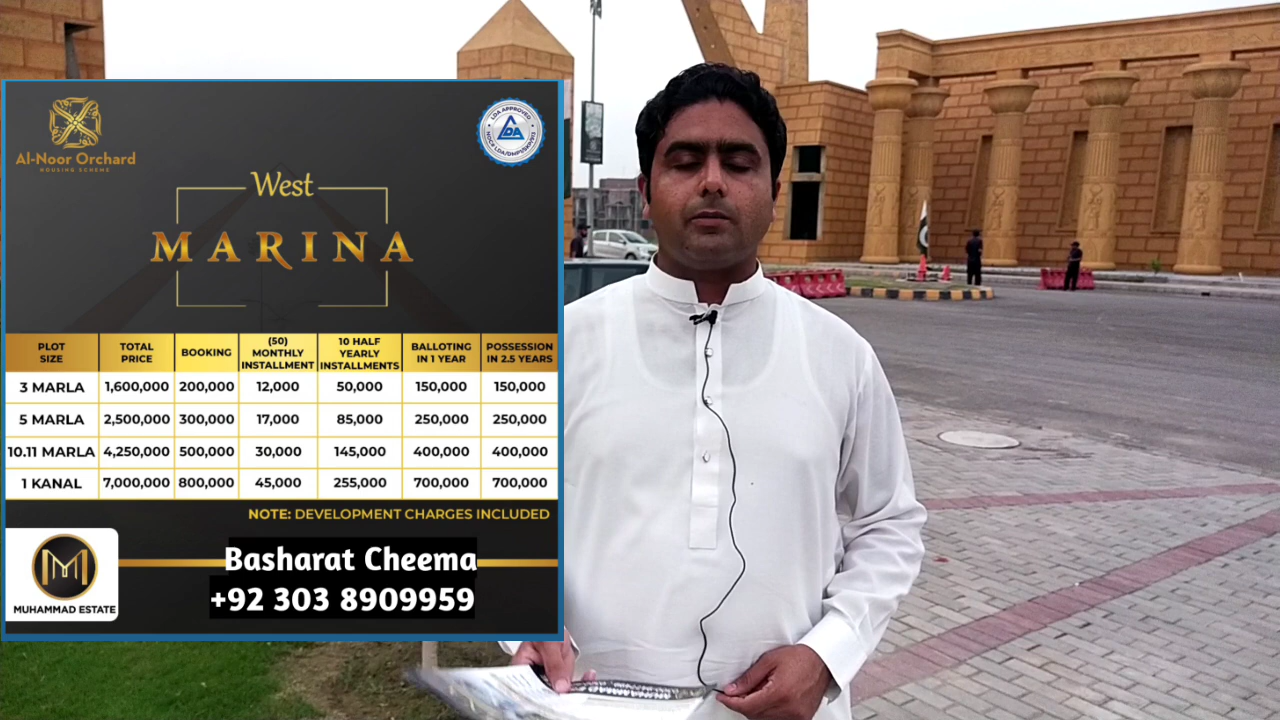 Al-Noor Orchard
HOUSING SCHEME
LDA APPROVED
LDA
West
MARINA
PLOT SIZE TOTAL PRICE BOOKING (50) MONTHLY INSTALLMENT 10 HALF YEARLY INSTALLMENTS BALLOTING IN 1 YEAR POSSESSION IN 2.5 YEARS
3 MARLA 1,600,000 200,000 12,000 50,000 150,000 150,000
5 MARLA 2,500,000 300,000 17,000 85,000 250,000 250,000
10.11 MARLA 4,250,000 500,000 30,000 145,000 400,000 400,000
1 KANAL 7,000,000 800,000 45,000 255,000 700,000 700,000
NOTE: DEVELOPMENT CHARGES INCLUDED
MUHAMMAD ESTATE
Basharat Cheema
+92 303 8909959